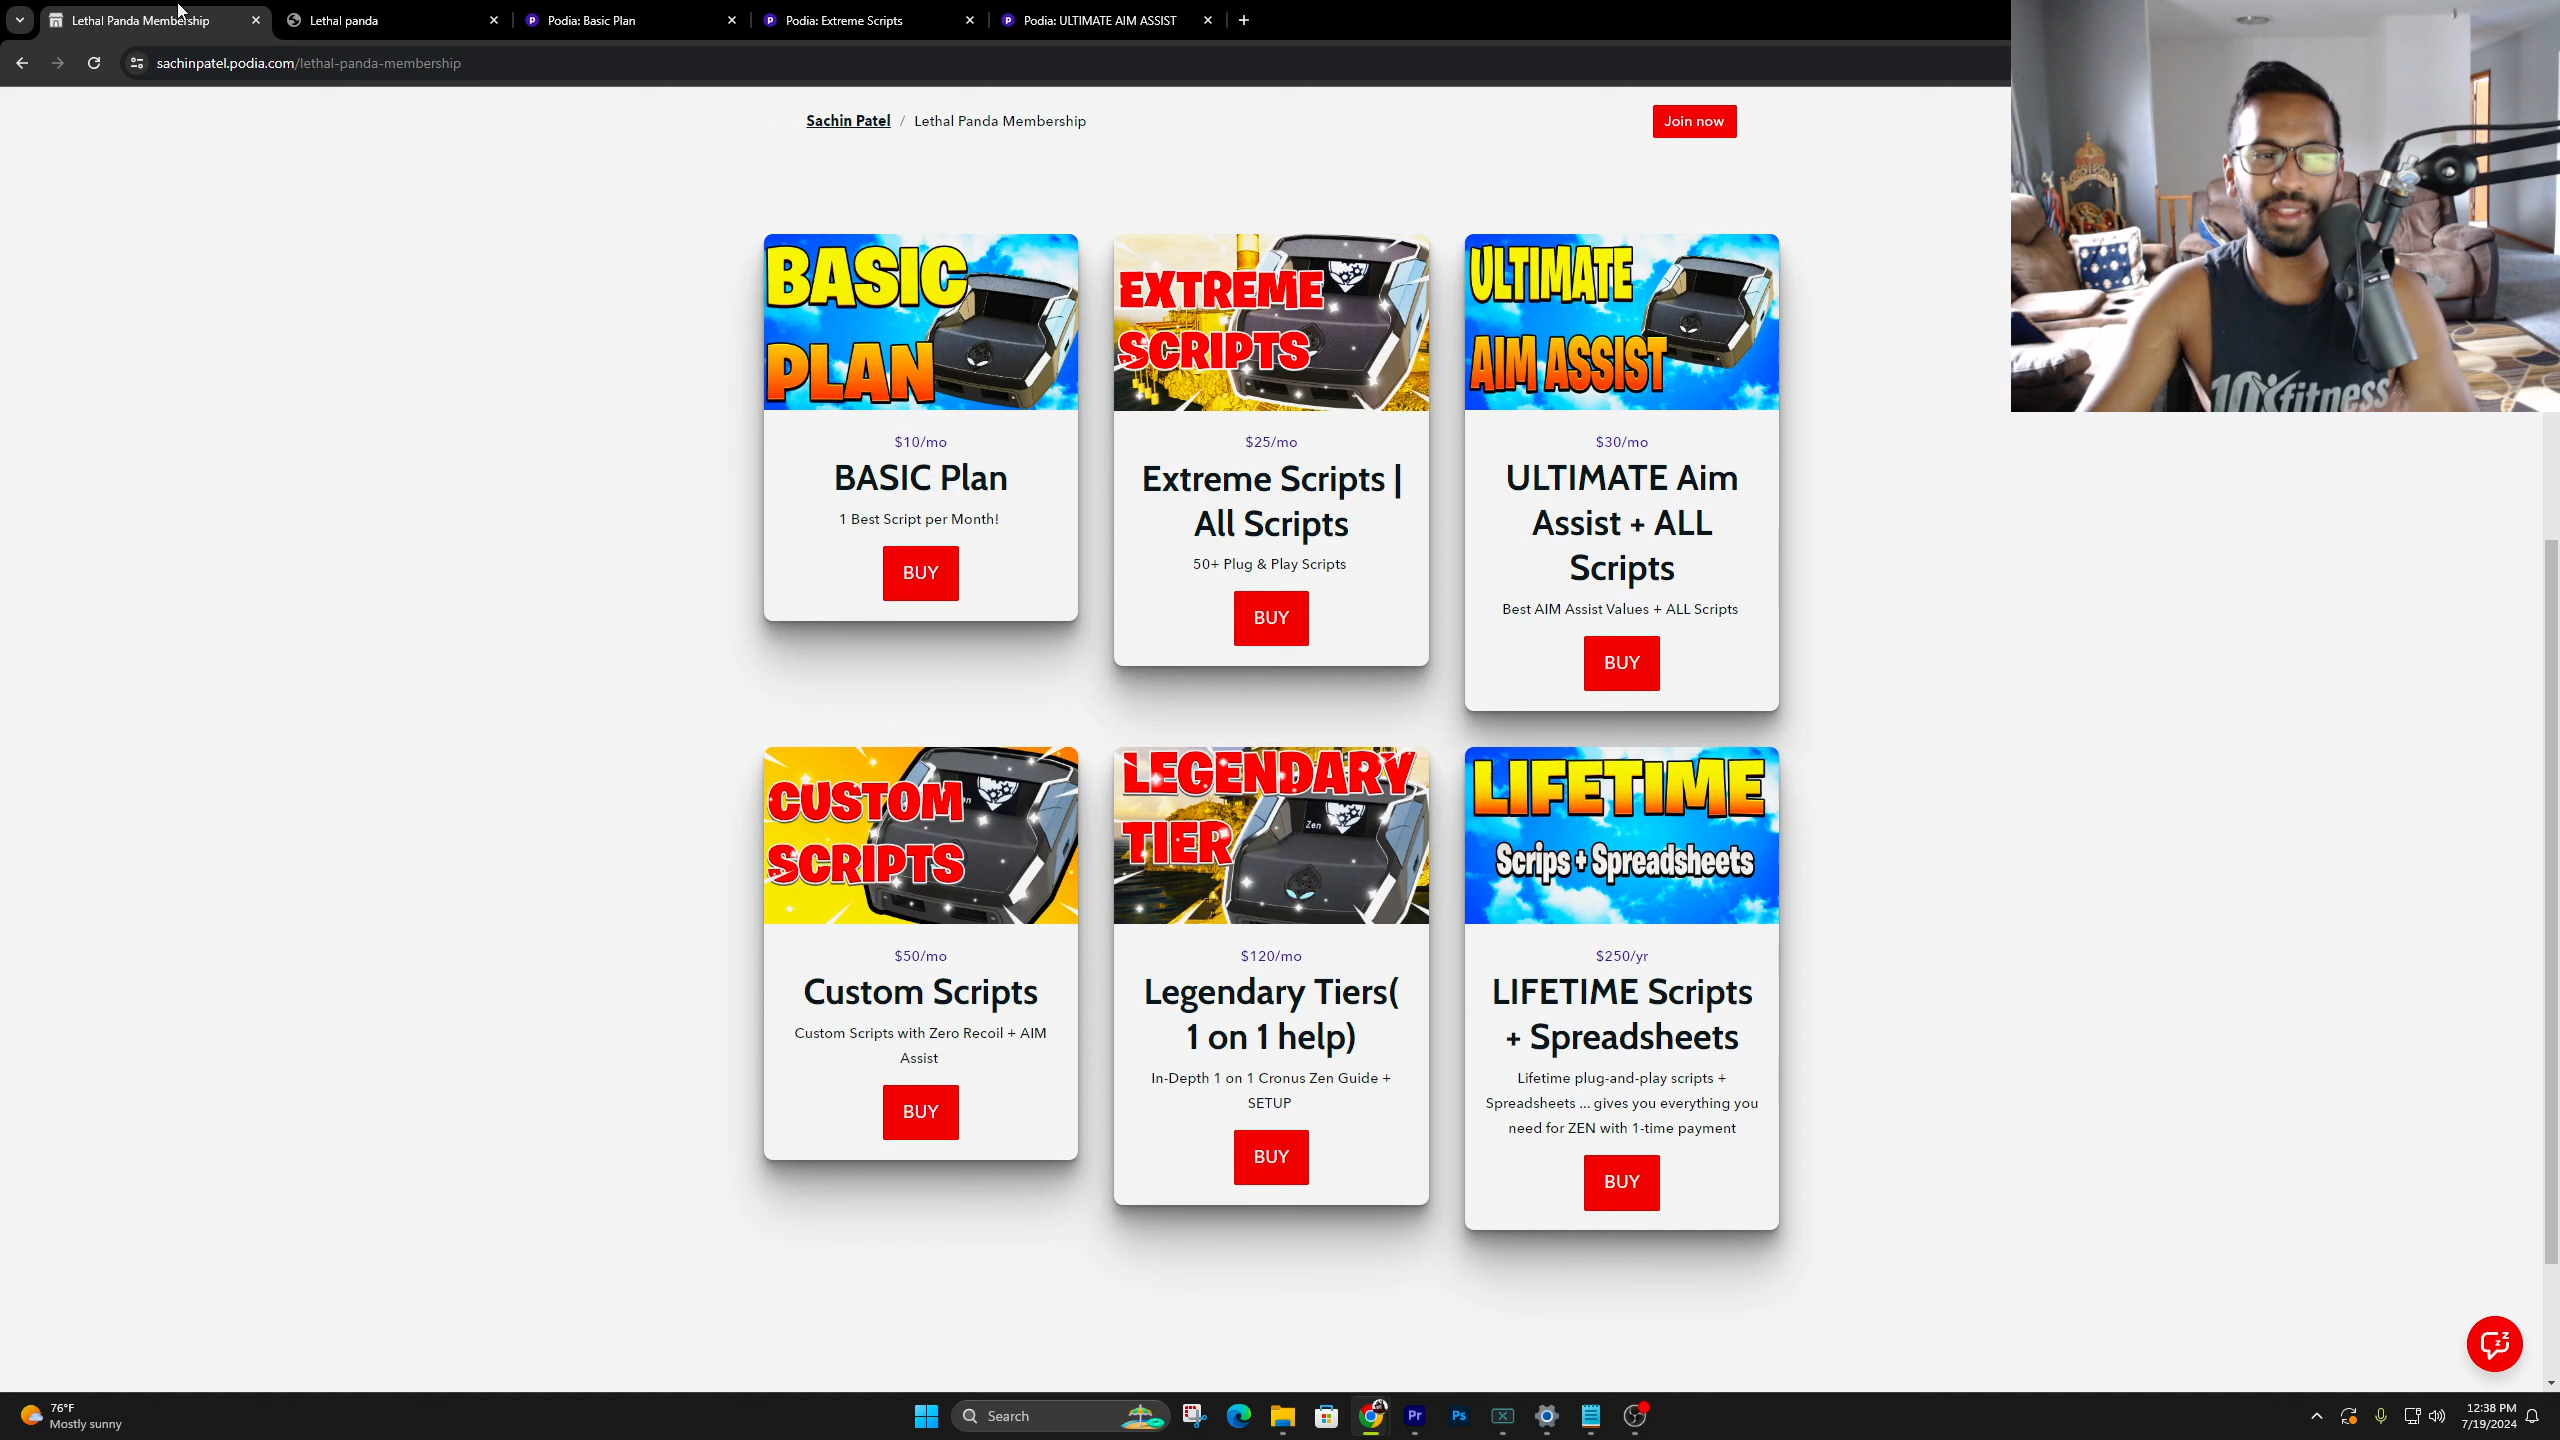 Lethal Panda Membership
Lethal panda
Podia: Basic Plan
Podia: Extreme Scripts
Podia: ULTIMATE AIM ASSIST
sachinpatel.podia.com/lethal-panda-membership
Sachin Patel / Lethal Panda Membership
Join now
BASIC
PLAN
$10/mo
BASIC Plan
1 Best Script per Month!
BUY
EXTREME
SCRIPTS
$25/mo
Extreme Scripts |
All Scripts
50+ Plug & Play Scripts
BUY
ULTIMATE
AIM ASSIST
$30/mo
ULTIMATE Aim
Assist + ALL
Scripts
Best AIM Assist Values + ALL Scripts
BUY
CUSTOM
SCRIPTS
$50/mo
Custom Scripts
Custom Scripts with Zero Recoil + AIM
Assist
BUY
LEGENDARY
TIER
Zen
$120/mo
Legendary Tiers(
1 on 1 help)
In-Depth 1 on 1 Cronus Zen Guide +
SETUP
BUY
LIFETIME
Scrips + Spreadsheets
$250/yr
LIFETIME Scripts
+ Spreadsheets
Lifetime plug-and-play scripts +
Spreadsheets ... gives you everything you
need for ZEN with 1-time payment
BUY
10Xfitness
76°F
Mostly sunny
Search
Pr
Ps
12:38 PM
7/19/2024